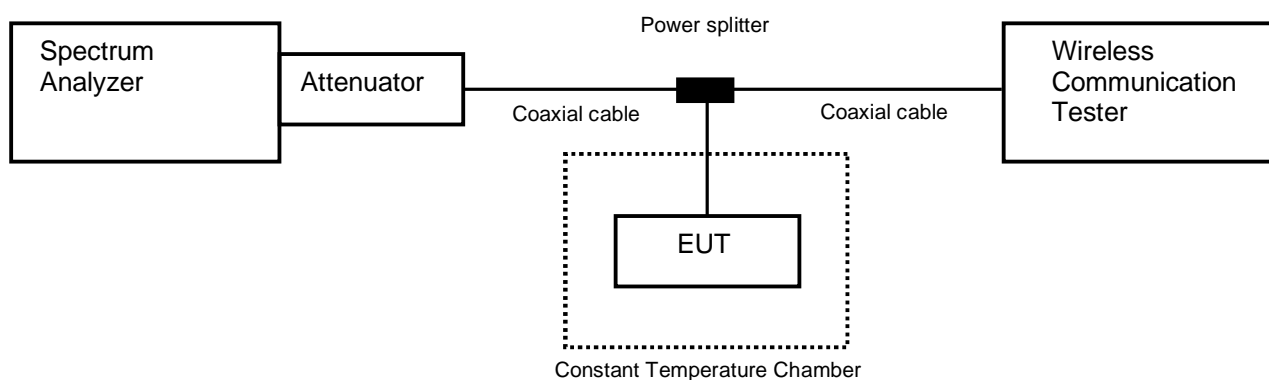 Power splitter
Spectrum
Analyzer
Attenuator
Coaxial cable
Coaxial cable
Wireless
Communication
Tester
EUT
Constant Temperature Chamber